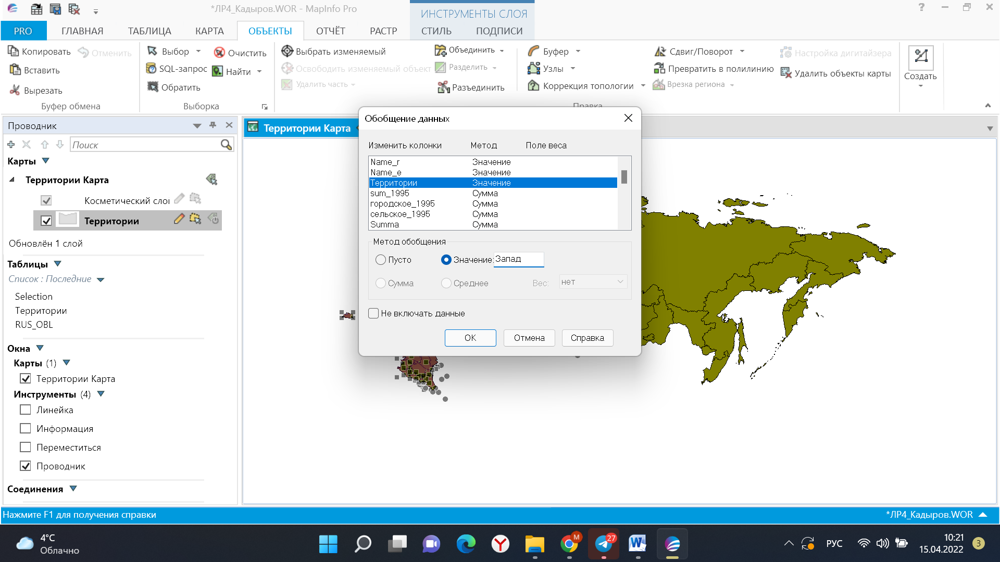 *ЛР4_Кадыров.WOR - MapInfo Pro
ИНСТРУМЕНТЫ СЛОЯ
PRO ГЛАВНАЯ ТАБЛИЦА КАРТА ОБЪЕКТЫ ОТЧЁТ РАСТР СТИЛЬ ПОДПИСИ
Копировать Отменить
Вставить
Вырезать
Буфер обмена
Выбор Очистить
SQL-запрос Найти
Обратить
Выборка
Выбрать изменяемый Объединить
Освободить изменяемый объект Разделить
Удалить часть Разъединить
Буфер Сдвиг/Поворот Настройка дигитайзера
Узлы Превратить в полилинию Удалить объекты карты
Коррекция топологии Врезка региона
Правка
Создать
Проводник
Поиск
Карты
Территории Карта
Косметический сло
Территории
Обновлён 1 слой
Таблицы
Список : Последние
Selection
Территории
RUS_OBL
Окна
Карты (1)
Территории Карта
Инструменты (4)
Линейка
Информация
Переместиться
Проводник
Соединения
Территории Карта
Обобщение данных
Изменить колонки Метод Поле веса
Name_r Значение
Name_e Значение
Территории Значение
sum_1995 Сумма
городское_1995 Сумма
сельское_1995 Сумма
Summa Сумма
Метод обобщения
Пусто Значение: Запад
Сумма Среднее Вес: нет
Не включать данные
ОК Отмена Справка
Нажмите F1 для получения справки
*ЛР4_Кадыров.WOR
4°C
Облачно
M
27
РУС
10:21
15.04.2022
3